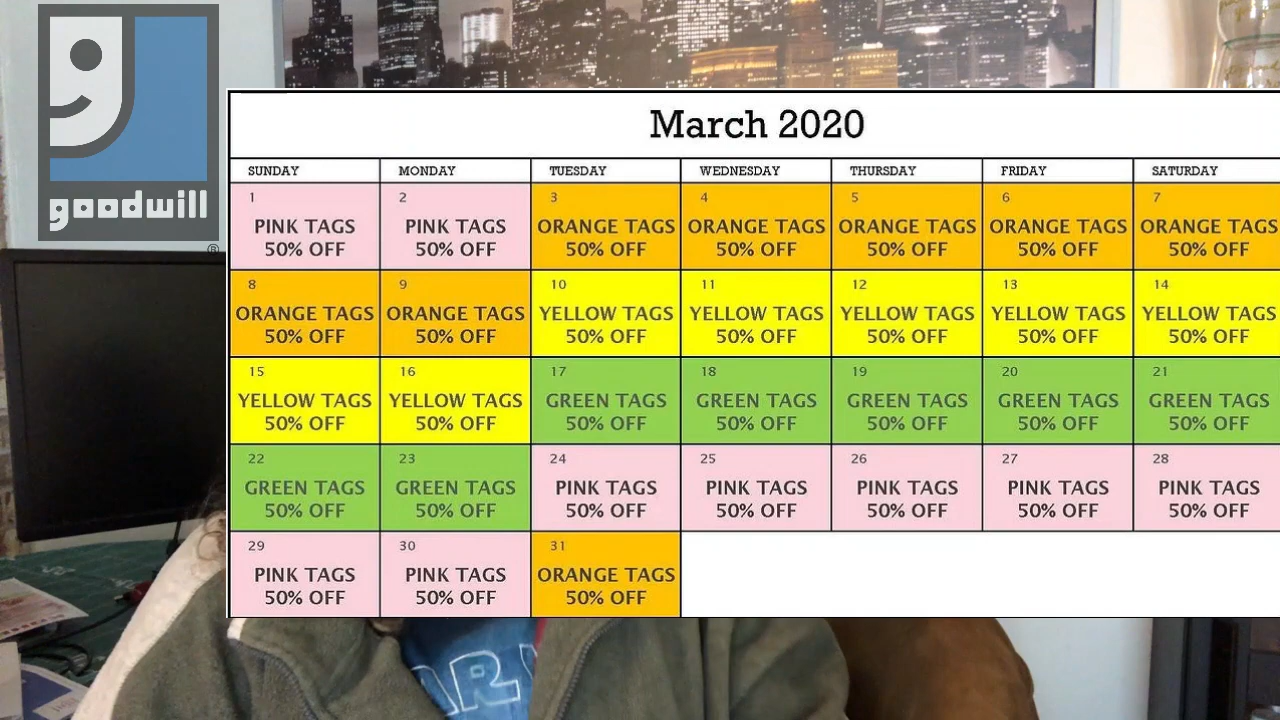 goodwill
®
March 2020
SUNDAY MONDAY TUESDAY WEDNESDAY THURSDAY FRIDAY SATURDAY
1 2 3 4 5 6 7
PINK TAGS PINK TAGS ORANGE TAGS ORANGE TAGS ORANGE TAGS ORANGE TAGS ORANGE TAGS
50% OFF 50% OFF 50% OFF 50% OFF 50% OFF 50% OFF 50% OFF
8 9 10 11 12 13 14
ORANGE TAGS ORANGE TAGS YELLOW TAGS YELLOW TAGS YELLOW TAGS YELLOW TAGS YELLOW TAGS
50% OFF 50% OFF 50% OFF 50% OFF 50% OFF 50% OFF 50% OFF
15 16 17 18 19 20 21
YELLOW TAGS YELLOW TAGS GREEN TAGS GREEN TAGS GREEN TAGS GREEN TAGS GREEN TAGS
50% OFF 50% OFF 50% OFF 50% OFF 50% OFF 50% OFF 50% OFF
22 23 24 25 26 27 28
GREEN TAGS GREEN TAGS PINK TAGS PINK TAGS PINK TAGS PINK TAGS PINK TAGS
50% OFF 50% OFF 50% OFF 50% OFF 50% OFF 50% OFF 50% OFF
29 30 31
PINK TAGS PINK TAGS ORANGE TAGS
50% OFF 50% OFF 50% OFF